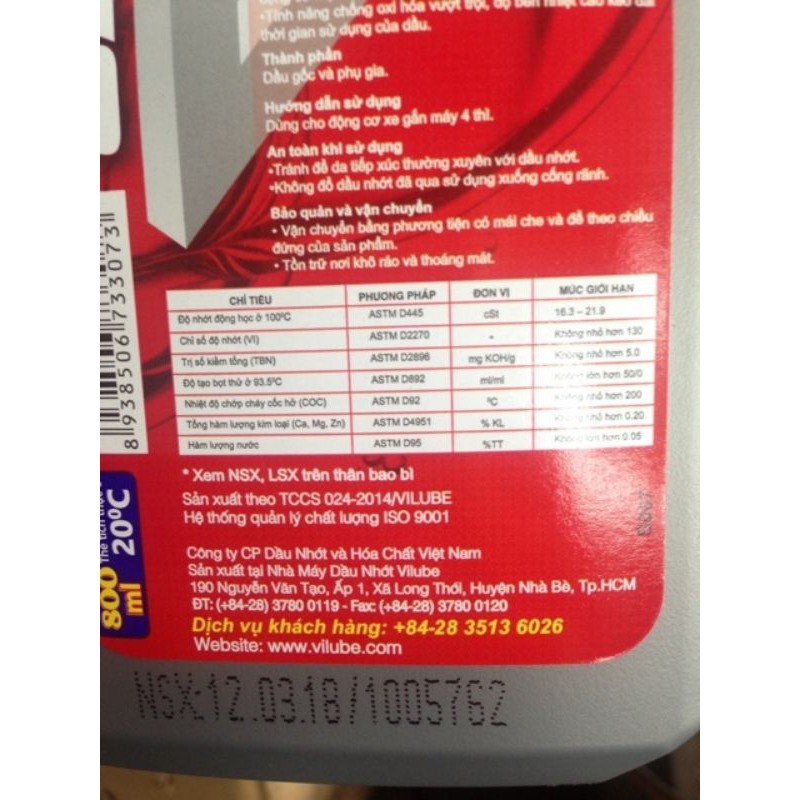 •Tính năng chống oxi hóa vượt trội, độ bền nhiệt cao kéo dài
thời gian sử dụng của dầu.
Thành phần
Dầu gốc và phụ gia.
Hướng dẫn sử dụng
Dùng cho động cơ xe gắn máy 4 thì.
An toàn khi sử dụng
•Tránh để da tiếp xúc thường xuyên với dầu nhớt.
•Không đổ dầu nhớt đã qua sử dụng xuống cống rãnh.
Bảo quản và vận chuyển
• Vận chuyển bằng phương tiện có mái che và để theo chiều
đứng của sản phẩm.
• Tồn trữ nơi khô ráo và thoáng mát.
CHỈ TIÊU PHƯƠNG PHÁP ĐƠN VỊ MỨC GIỚI HẠN
Độ nhớt động học ở 100ºC ASTM D445 cSt 16.3 – 21.9
Chỉ số độ nhớt (VI) ASTM D2270 - Không nhỏ hơn 130
Trị số kiềm tổng (TBN) ASTM D2896 mg KOH/g Không nhỏ hơn 5.0
Độ tạo bọt thử ở 93.5ºC ASTM D892 ml/ml Không lớn hơn 50/0
Nhiệt độ chớp cháy cốc hở (COC) ASTM D92 ºC Không nhỏ hơn 200
Tổng hàm lượng kim loại (Ca, Mg, Zn) ASTM D4951 % KL Không nhỏ hơn 0.20
Hàm lượng nước ASTM D95 %TT Không lớn hơn 0.05
* Xem NSX, LSX trên thân bao bì
Sản xuất theo TCCS 024-2014/VILUBE
Hệ thống quản lý chất lượng ISO 9001
Công ty CP Dầu Nhớt và Hóa Chất Việt Nam
Sản xuất tại Nhà Máy Dầu Nhớt Vilube
190 Nguyễn Văn Tạo, Ấp 1, Xã Long Thới, Huyện Nhà Bè, Tp.HCM
ĐT: (+84-28) 3780 0119 - Fax: (+84-28) 3780 0120
Dịch vụ khách hàng: +84-28 3513 6026
Website: www.vilube.com
NSX:12.03.18/1005762
8 938506 733073
800 ml
Thể tích thực ở
20ºC